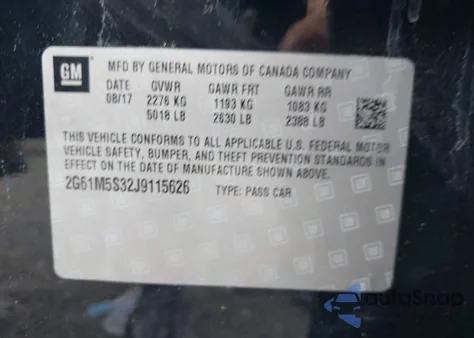 GM
MFD BY GENERAL MOTORS OF CANADA COMPANY
DATE GVWR GAWR FRT GAWR RR
08/17 2276 KG 1193 KG 1083 KG
5018 LB 2630 LB 2388 LB
THIS VEHICLE CONFORMS TO ALL APPLICABLE U.S. FEDERAL MOTOR
VEHICLE SAFETY, BUMPER, AND THEFT PREVENTION STANDARDS IN
EFFECT ON THE DATE OF MANUFACTURE SHOWN ABOVE.
2G61M5S32J9115626 TYPE: PASS CAR
autoSnap